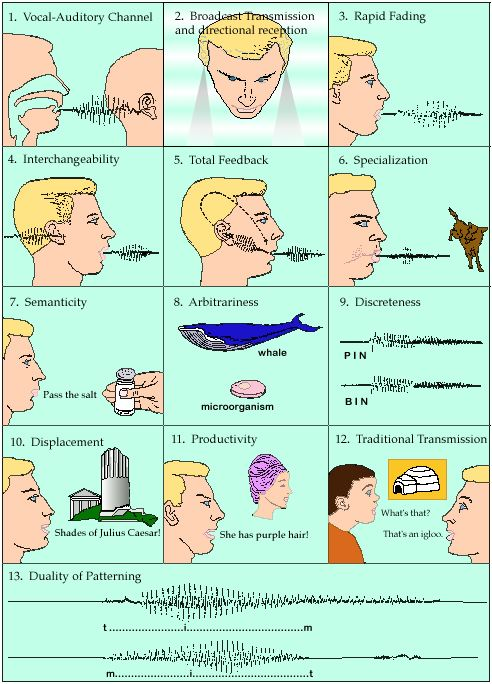 1. Vocal-Auditory Channel
2. Broadcast Transmission
and directional reception
3. Rapid Fading
4. Interchangeability
5. Total Feedback
6. Specialization
7. Semanticity
Pass the salt
8. Arbitrariness
whale
microorganism
9. Discreteness
PIN
BIN
10. Displacement
Shades of Julius Caesar!
11. Productivity
She has purple hair!
12. Traditional Transmission
What's that?
That's an igloo.
13. Duality of Patterning
t ........................i....................................m
m........................i....................................t